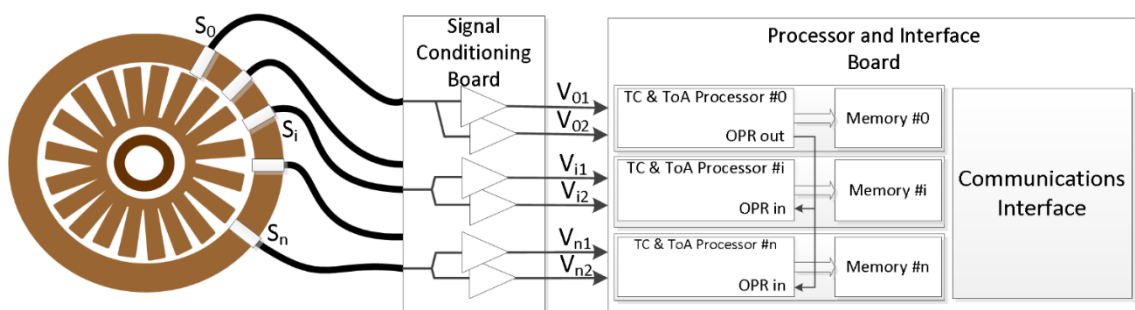 S0
Si
Sn
Signal
Conditioning
Board
V01
V02
Vi1
Vi2
Vn1
Vn2
Processor and Interface
Board
TC & ToA Processor #0
OPR out
Memory #0
TC & ToA Processor #i
OPR in
Memory #i
TC & ToA Processor #n
OPR in
Memory #n
Communications
Interface